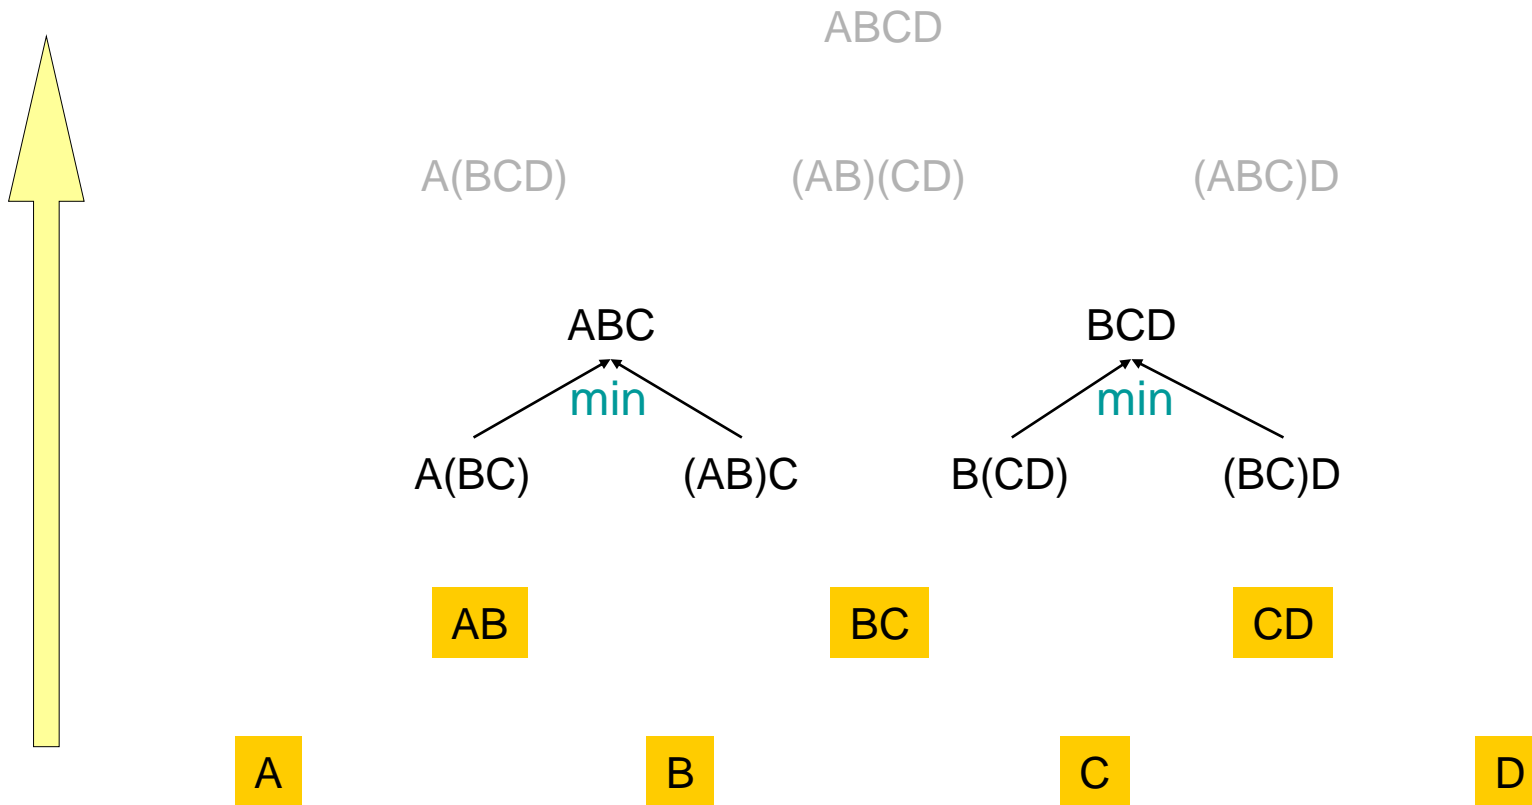 ABCD
A(BCD) (AB)(CD) (ABC)D
ABC BCD
min min
A(BC) (AB)C B(CD) (BC)D
AB BC CD
A B C D